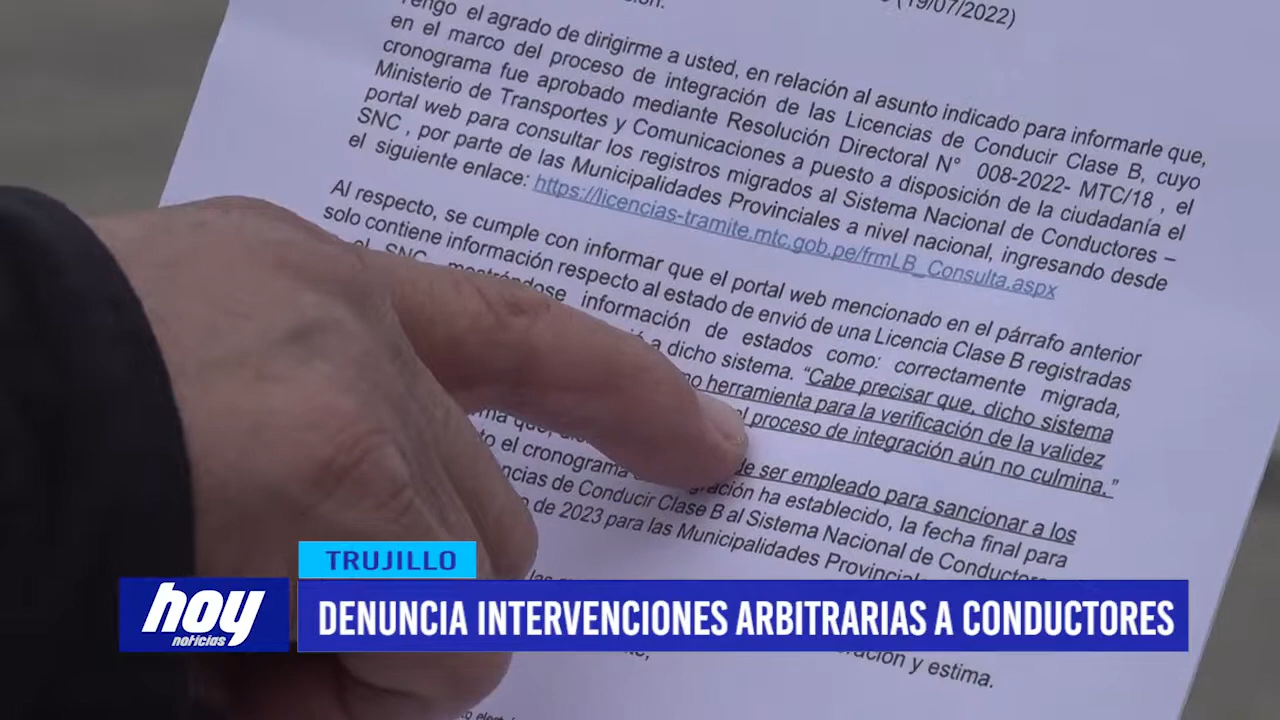 (19/07/2022)
Tengo el agrado de dirigirme a usted, en relación al asunto indicado para informarle que,
en el marco del proceso de integración de las Licencias de Conducir Clase B, cuyo
cronograma fue aprobado mediante Resolución Directoral N° 008-2022- MTC/18 , el
Ministerio de Transportes y Comunicaciones a puesto a disposición de la ciudadanía el
portal web para consultar los registros migrados al Sistema Nacional de Conductores –
SNC , por parte de las Municipalidades Provinciales a nivel nacional, ingresando desde
el siguiente enlace: https://licencias-tramite.mtc.gob.pe/frmLB_Consulta.aspx
Al respecto, se cumple con informar que el portal web mencionado en el párrafo anterior
solo contiene información respecto al estado de envió de una Licencia Clase B registradas
el SNC, mostrándose información de estados como: correctamente migrada,
a dicho sistema. “Cabe precisar que, dicho sistema
herramienta para la verificación de la validez
el proceso de integración aún no culmina.”
que, de ser empleado para sancionar a los
el cronograma ha establecido, la fecha final para
de Conducir Clase B al Sistema Nacional de
de 2023 para las Municipalidades
las
y estima.
TRUJILLO
hoy
noticias
DENUNCIA INTERVENCIONES ARBITRARIAS A CONDUCTORES